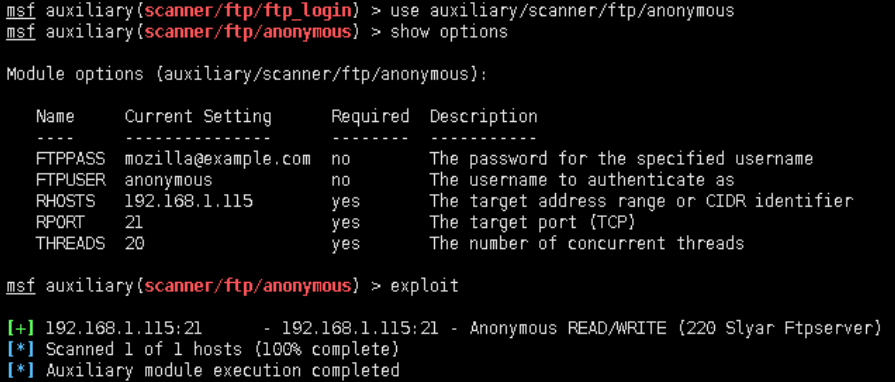 msf auxiliary(scanner/ftp/ftp_login) > use auxiliary/scanner/ftp/anonymous
msf auxiliary(scanner/ftp/anonymous) > show options
Module options (auxiliary/scanner/ftp/anonymous):
Name Current Setting Required Description
---- --------------- -------- -----------
FTPPASS mozilla@example.com no The password for the specified username
FTPUSER anonymous no The username to authenticate as
RHOSTS 192.168.1.115 yes The target address range or CIDR identifier
RPORT 21 yes The target port (TCP)
THREADS 20 yes The number of concurrent threads
msf auxiliary(scanner/ftp/anonymous) > exploit
[+] 192.168.1.115:21 - 192.168.1.115:21 - Anonymous READ/WRITE (220 Slyar Ftpserver)
[*] Scanned 1 of 1 hosts (100% complete)
[*] Auxiliary module execution completed